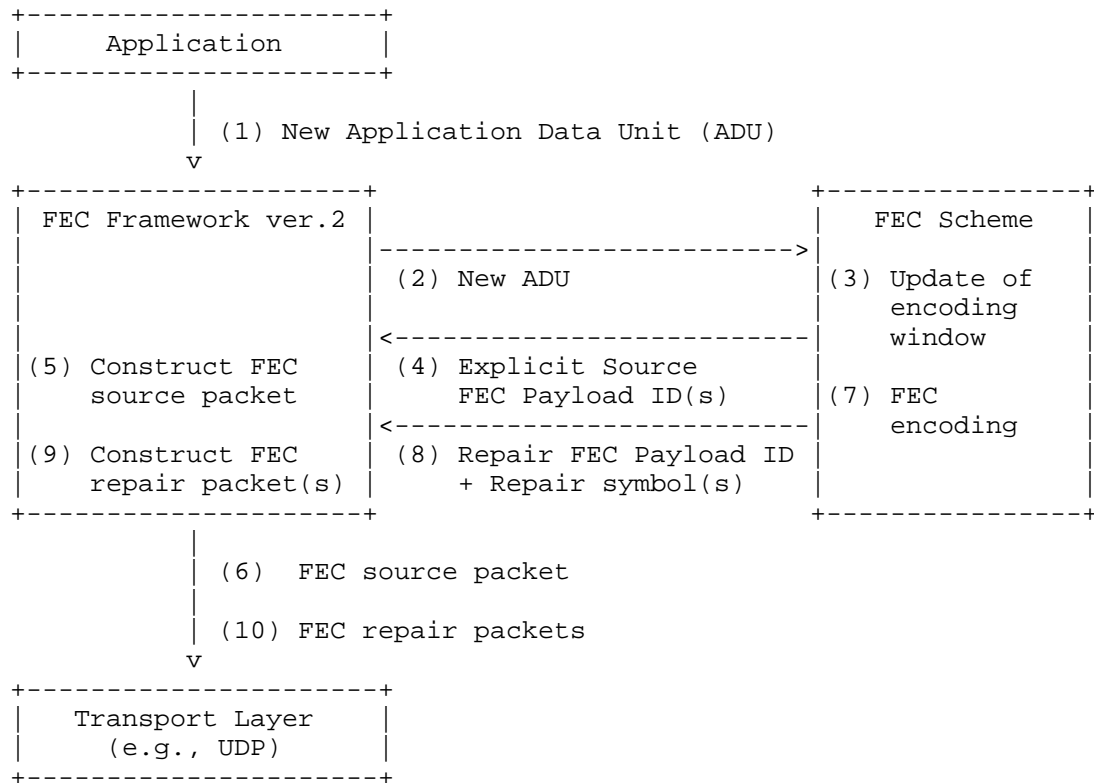 Application
(1) New Application Data Unit (ADU)
v
FEC Framework ver.2
FEC Scheme
(2) New ADU
(3) Update of
encoding
window
(4) Explicit Source
FEC Payload ID(s)
(5) Construct FEC
source packet
(7) FEC
encoding
(8) Repair FEC Payload ID
+ Repair symbol(s)
(9) Construct FEC
repair packet(s)
(6) FEC source packet
(10) FEC repair packets
v
Transport Layer
(e.g., UDP)